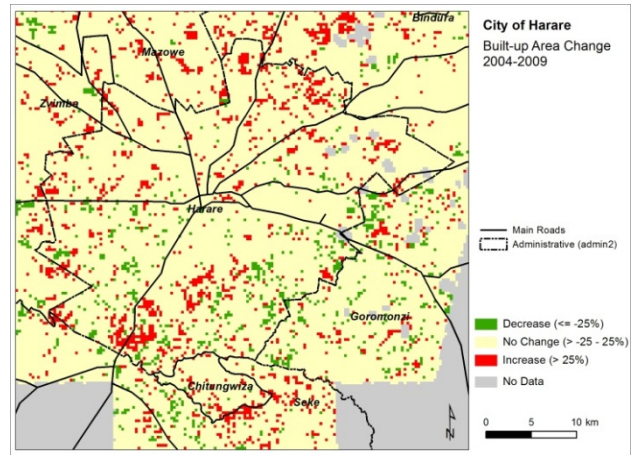 Bindura
Mazowe
Zvimba
Harare
Goromonzi
Chitungwiza
Seke
City of Harare
Built-up Area Change
2004-2009
Main Roads
Administrative (admin2)
Decrease (<= -25%)
No Change (> -25 - 25%)
Increase (> 25%)
No Data
0 5 10 km
N